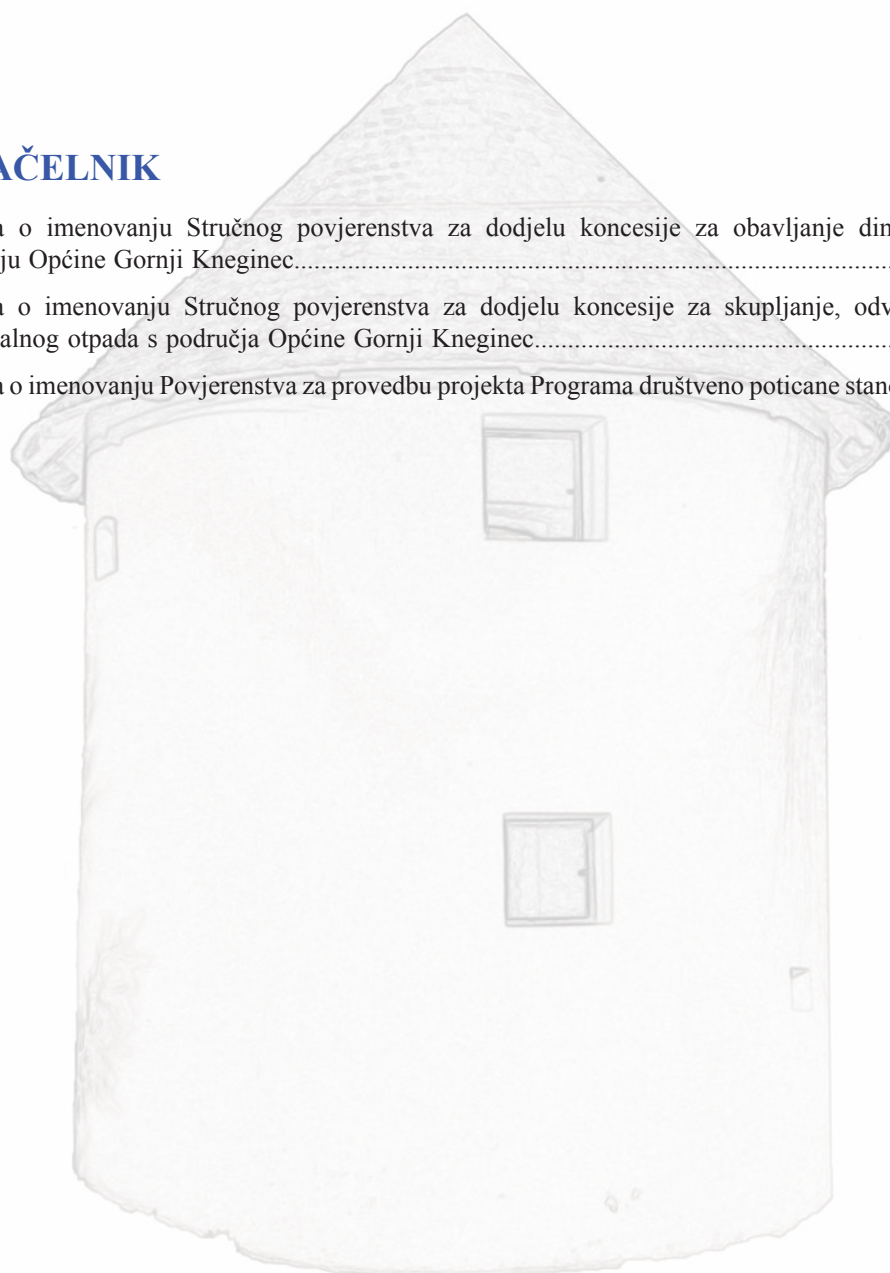 AČELNIK
a o imenovanju Stručnog povjerenstva za dodjelu koncesije za obavljanje dim
ju Općine Gornji Kneginec....................................................................................................
a o imenovanju Stručnog povjerenstva za dodjelu koncesije za skupljanje, odv
alnog otpada s područja Općine Gornji Kneginec............................................................
a o imenovanju Povjerenstva za provedbu projekta Programa društveno poticane stano